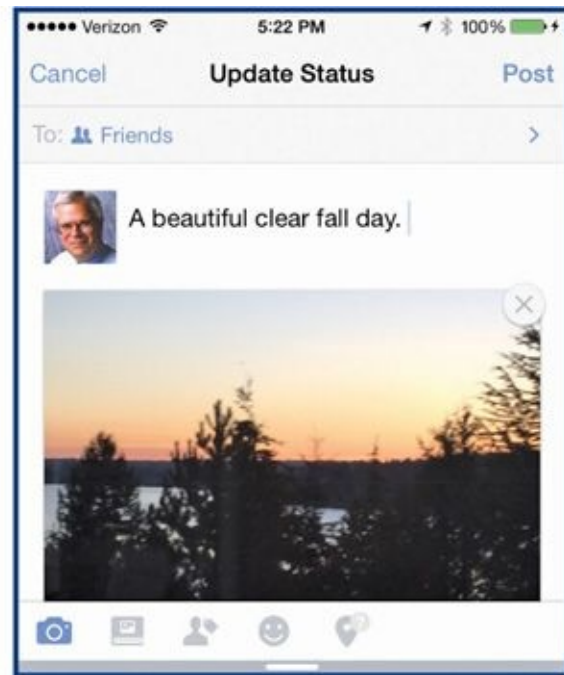 Verizon 5:22 PM 100%
Cancel Update Status Post
To: Friends
A beautiful clear fall day.